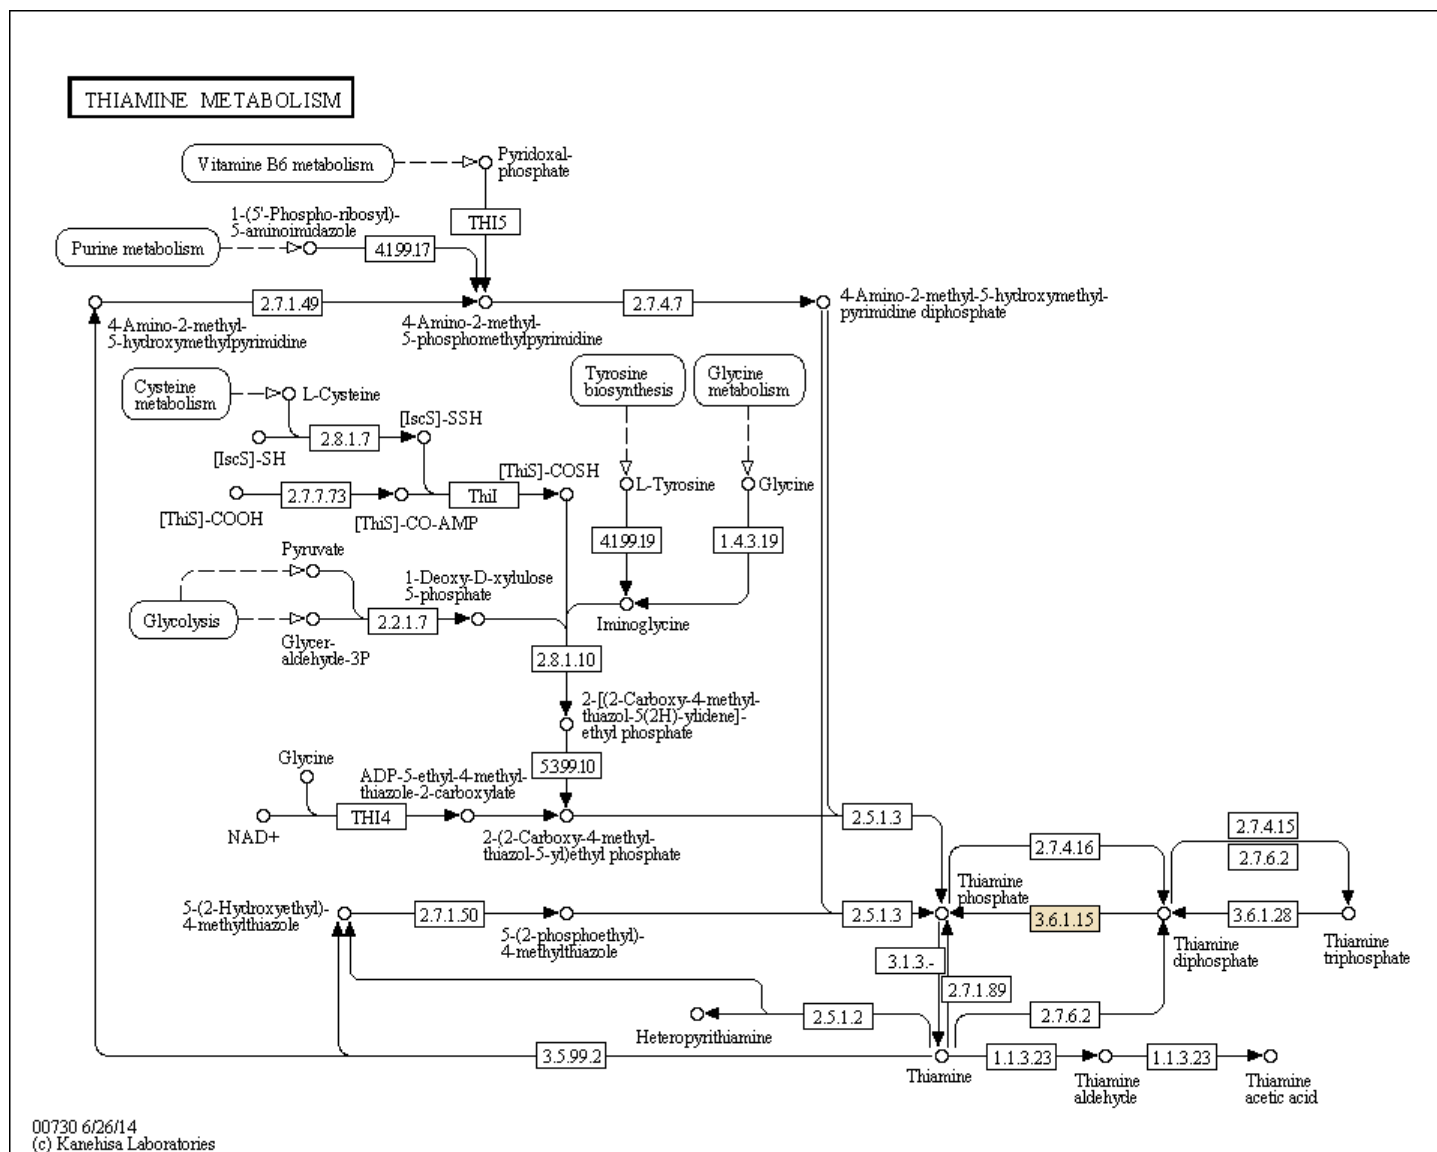 THIAMINE METABOLISM
Vitamine B6 metabolism
Pyridoxal-
phosphate
1-(5'-Phospho-ribosyl)-
5-aminoimidazole
THI5
Purine metabolism
4.1.99.17
2.7.1.49
2.7.4.7
4-Amino-2-methyl-5-hydroxymethyl-
pyrimidine diphosphate
4-Amino-2-methyl-
5-hydroxymethylpyrimidine
4-Amino-2-methyl-
5-phosphomethylpyrimidine
Cysteine
metabolism
L-Cysteine
Tyrosine
biosynthesis
Glycine
metabolism
[IscS]-SSH
2.8.1.7
[IscS]-SH
[ThiS]-COSH
L-Tyrosine
Glycine
2.7.7.73
ThiI
[ThiS]-COOH
[ThiS]-CO-AMP
4.1.99.19
1.4.3.19
Pyruvate
1-Deoxy-D-xylulose
5-phosphate
Glycolysis
2.2.1.7
Iminoglycine
Glycer-
aldehyde-3P
2.8.1.10
2-[(2-Carboxy-4-methyl-
thiazol-5(2H)-ylidene]-
ethyl phosphate
Glycine
5.3.99.10
ADP-5-ethyl-4-methyl-
thiazole-2-carboxylate
THI4
NAD+
2-(2-Carboxy-4-methyl-
thiazol-5-yl)ethyl phosphate
2.5.1.3
2.7.4.15
2.7.4.16
2.7.6.2
Thiamine
phosphate
5-(2-Hydroxyethyl)-
4-methylthiazole
2.7.1.50
2.5.1.3
3.6.1.15
3.6.1.28
5-(2-phosphoethyl)-
4-methylthiazole
Thiamine
diphosphate
Thiamine
triphosphate
3.1.3.-
2.7.1.89
2.5.1.2
2.7.6.2
Heteropyrithiamine
3.5.99.2
1.1.3.23
1.1.3.23
Thiamine
Thiamine
aldehyde
Thiamine
acetic acid
00730 6/26/14
(c) Kanehisa Laboratories